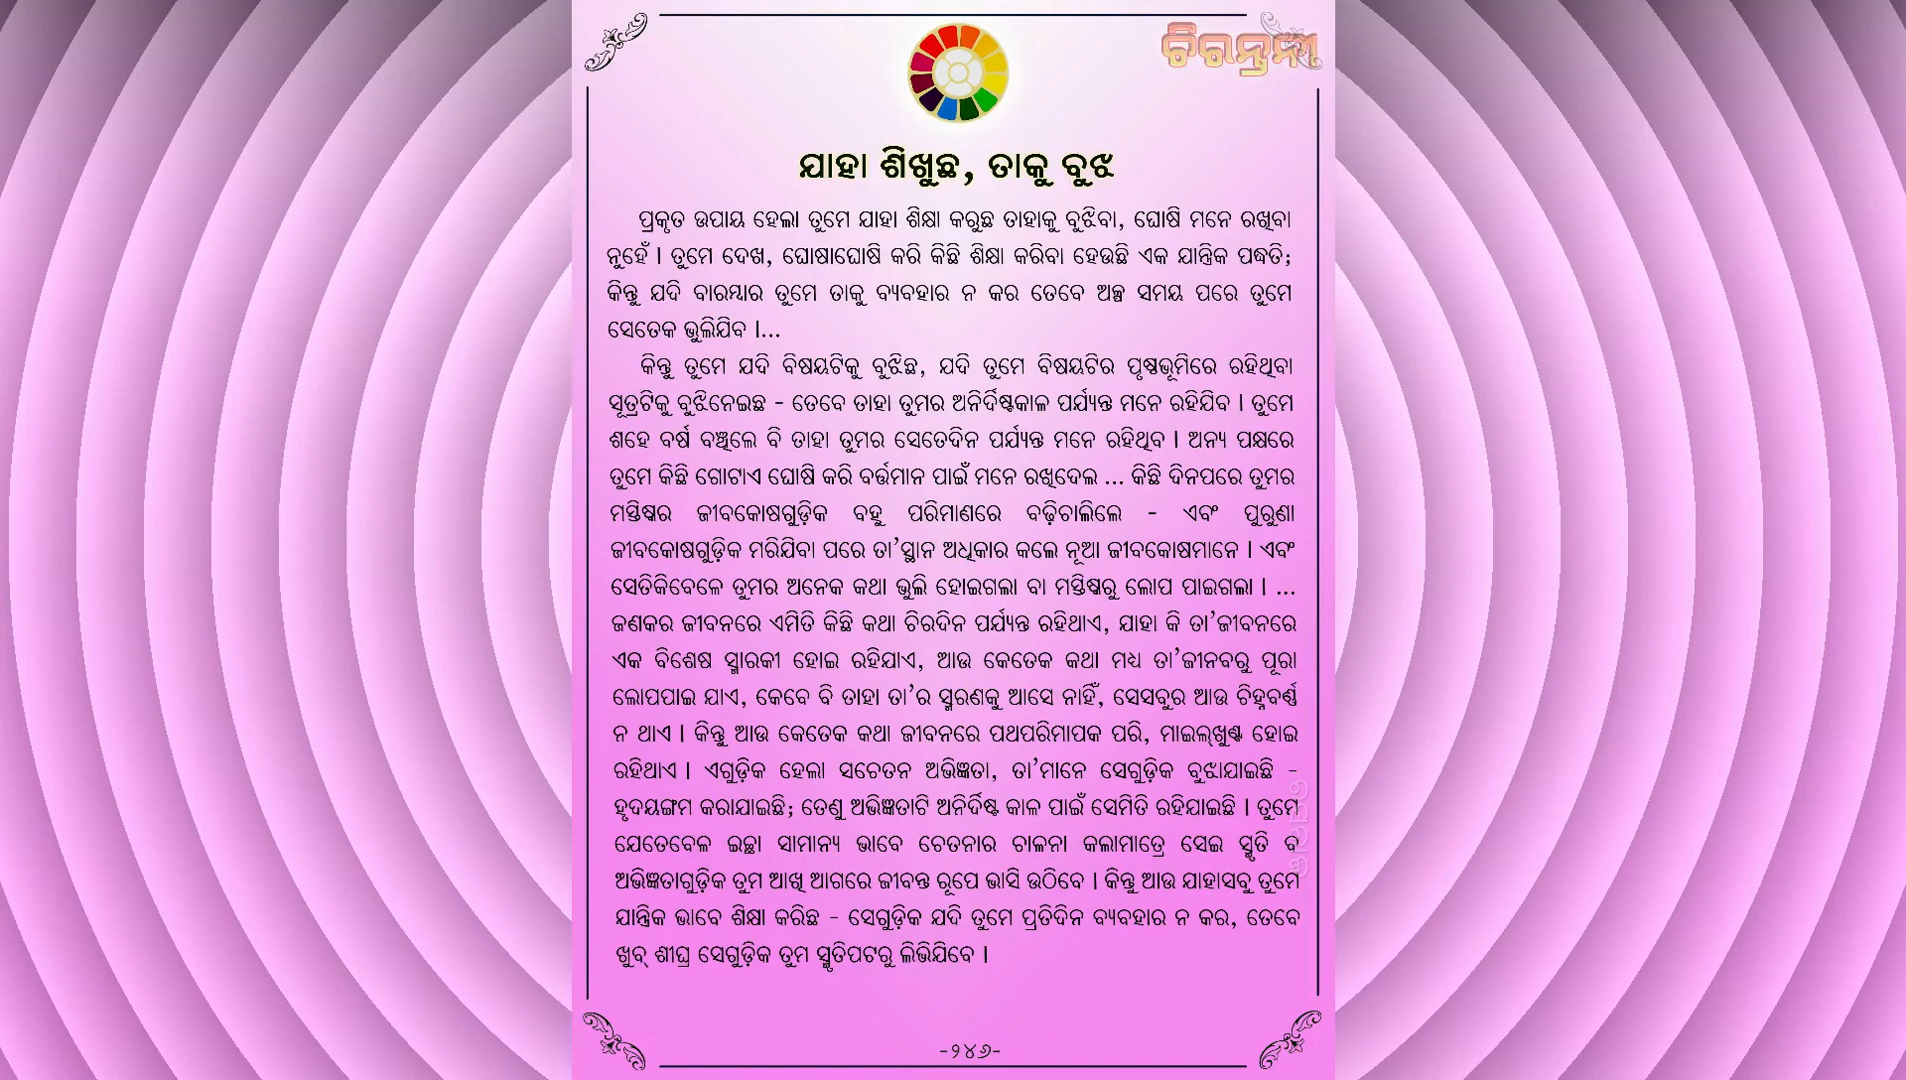 ଚିରନ୍ତନୀ
ଯାହା ଶିଖୁଛ, ତାକୁ ବୁଝ
ପ୍ରକୃତ ଉପାୟ ହେଲା ତୁମେ ଯାହା ଶିକ୍ଷା କରୁଛ ତାହାକୁ ବୁଝିବା, ଘୋଷି ମନେ ରଖିବା
ନୁହେଁ । ତୁମେ ଦେଖ, ଘୋଷାଘୋଷି କରି କିଛି ଶିକ୍ଷା କରିବା ହେଉଛି ଏକ ଯାନ୍ତ୍ରିକ ପଦ୍ଧତି;
କିନ୍ତୁ ଯଦି ବାରମ୍ବାର ତୁମେ ତାକୁ ବ୍ୟବହାର ନ କର ତେବେ ଅଳ୍ପ ସମୟ ପରେ ତୁମେ
ସେତେକ ଭୁଲିଯିବ ।...
କିନ୍ତୁ ତୁମେ ଯଦି ବିଷୟଟିକୁ ବୁଝିଛ, ଯଦି ତୁମେ ବିଷୟଟିର ପୃଷ୍ଠଭୂମିରେ ରହିଥିବା
ସୂତ୍ରଟିକୁ ବୁଝିନେଇଛ - ତେବେ ତାହା ତୁମର ଅନିର୍ଦିଷ୍ଟକାଳ ପର୍ଯ୍ୟନ୍ତ ମନେ ରହିଯିବ । ତୁମେ
ଶହେ ବର୍ଷ ବଞ୍ଚିଲେ ବି ତାହା ତୁମର ସେତେଦିନ ପର୍ଯ୍ୟନ୍ତ ମନେ ରହିଥିବ । ଅନ୍ୟ ପକ୍ଷରେ
ତୁମେ କିଛି ଗୋଟାଏ ଘୋଷି କରି ବର୍ତ୍ତମାନ ପାଇଁ ମନେ ରଖିଦେଲ ... କିଛି ଦିନପରେ ତୁମର
ମସ୍ତିଷ୍କର ଜୀବକୋଷଗୁଡ଼ିକ ବହୁ ପରିମାଣରେ ବଢ଼ିଚାଲିଲେ - ଏବଂ ପୁରୁଣା
ଜୀବକୋଷଗୁଡ଼ିକ ମରିଯିବା ପରେ ତା’ସ୍ଥାନ ଅଧିକାର କଲେ ନୂଆ ଜୀବକୋଷମାନେ । ଏବଂ
ସେତିକିବେଳେ ତୁମର ଅନେକ କଥା ଭୁଲି ହୋଇଗଲା ବା ମସ୍ତିଷ୍କରୁ ଲୋପ ପାଇଗଲା । ...
ଜଣକର ଜୀବନରେ ଏମିତି କିଛି କଥା ଚିରଦିନ ପର୍ଯ୍ୟନ୍ତ ରହିଥାଏ, ଯାହା କି ତା’ଜୀବନରେ
ଏକ ବିଶେଷ ସ୍ମାରକୀ ହୋଇ ରହିଯାଏ, ଆଉ କେତେକ କଥା ମଧ୍ୟ ତା’ଜୀନବରୁ ପୂରା
ଲୋପପାଇ ଯାଏ, କେବେ ବି ତାହା ତା’ର ସ୍ମରଣକୁ ଆସେ ନାହିଁ, ସେସବୁର ଆଉ ଚିହ୍ନବର୍ଣ୍ଣ
ନ ଥାଏ । କିନ୍ତୁ ଆଉ କେତେକ କଥା ଜୀବନରେ ପଥପରିମାପକ ପରି, ମାଇଲ୍‌ଖୁଣ୍ଟ ହୋଇ
ରହିଥାଏ । ଏଗୁଡ଼ିକ ହେଲା ସଚେତନ ଅଭିଜ୍ଞତା, ତା’ମାନେ ସେଗୁଡ଼ିକ ବୁଝାଯାଇଛି -
ହୃଦୟଙ୍ଗମ କରାଯାଇଛି; ତେଣୁ ଅଭିଜ୍ଞତାଟି ଅନିର୍ଦିଷ୍ଟ କାଳ ପାଇଁ ସେମିତି ରହିଯାଇଛି । ତୁମେ
ଯେତେବେଳ ଇଚ୍ଛା ସାମାନ୍ୟ ଭାବେ ଚେତନାର ଚାଳନା କଲାମାତ୍ରେ ସେଇ ସ୍ମୃତି ବ
ଅଭିଜ୍ଞତାଗୁଡ଼ିକ ତୁମ ଆଖି ଆଗରେ ଜୀବନ୍ତ ରୂପେ ଭାସି ଉଠିବେ । କିନ୍ତୁ ଆଉ ଯାହାସବୁ ତୁମେ
ଯାନ୍ତ୍ରିକ ଭାବେ ଶିକ୍ଷା କରିଛ - ସେଗୁଡ଼ିକ ଯଦି ତୁମେ ପ୍ରତିଦିନ ବ୍ୟବହାର ନ କର, ତେବେ
ଖୁବ୍ ଶୀଘ୍ର ସେଗୁଡ଼ିକ ତୁମ ସ୍ମୃତିପଟରୁ ଲିଭିଯିବେ ।
-୨୪୬-